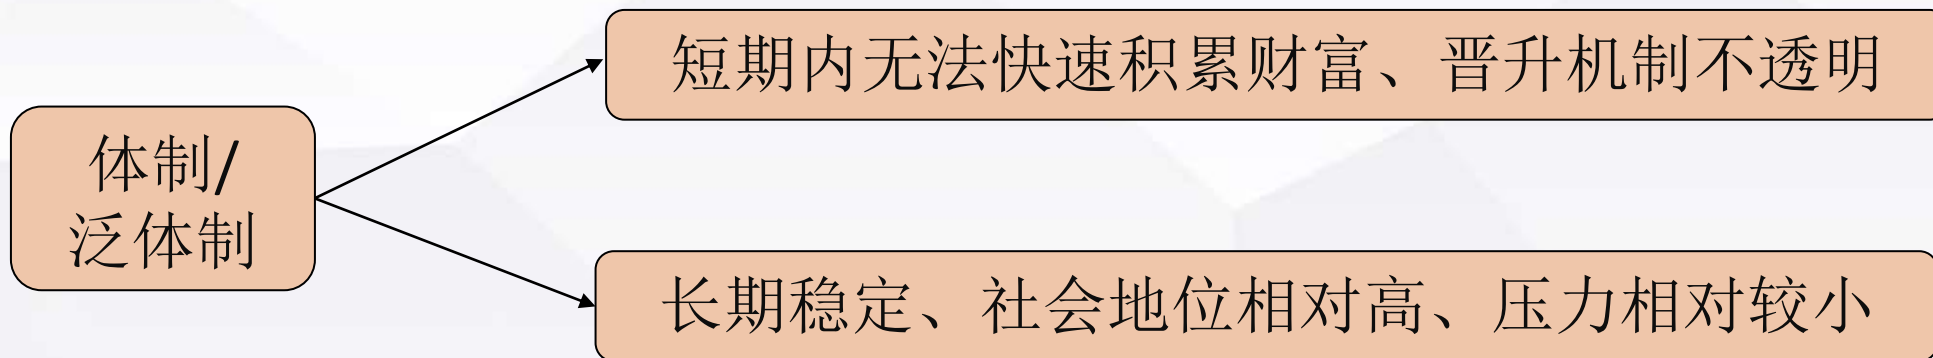 短期内无法快速积累财富、晋升机制不透明
体制/
泛体制
长期稳定、社会地位相对高、压力相对较小